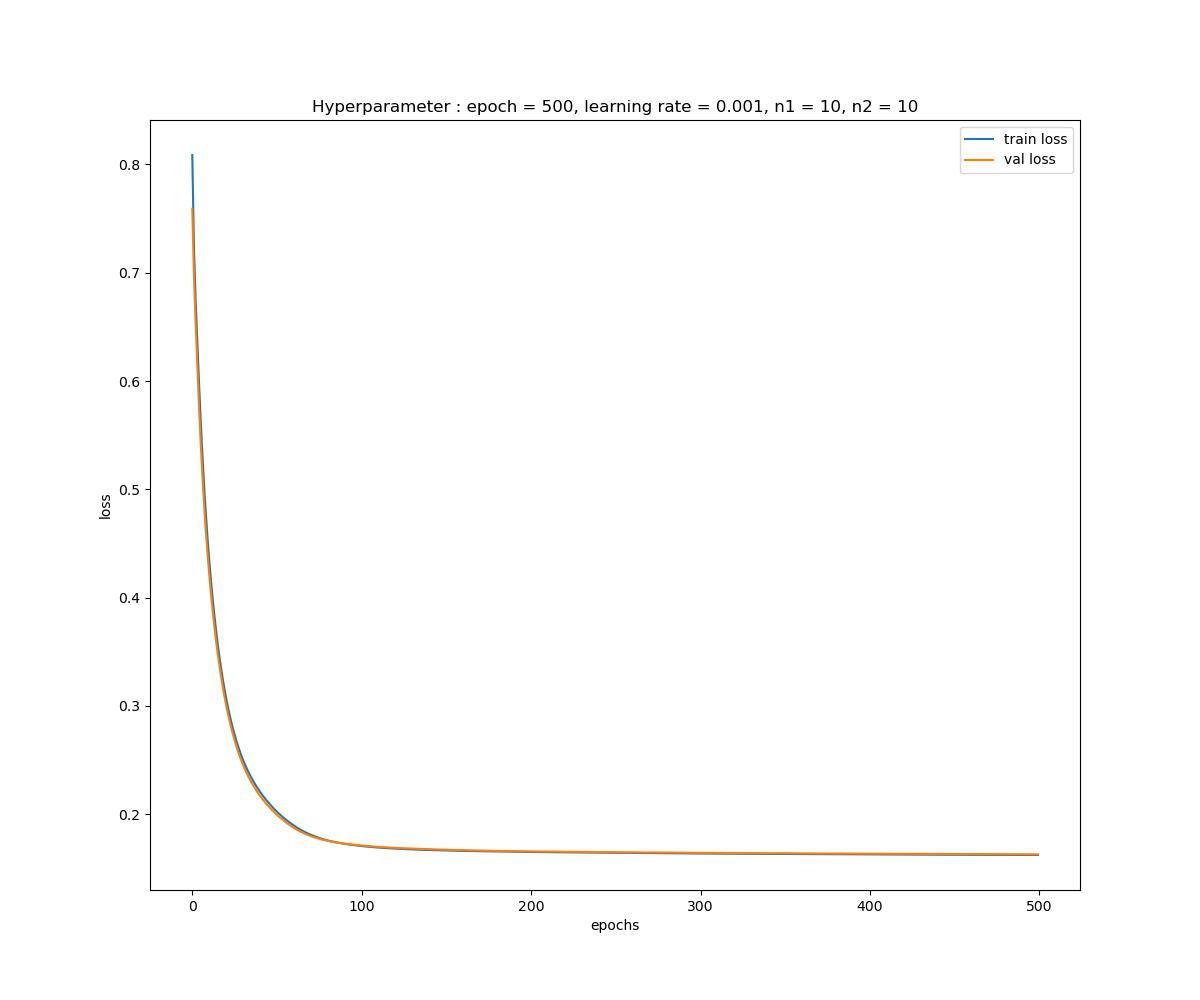 Hyperparameter : epoch = 500, learning rate = 0.001, n1 = 10, n2 = 10
train loss
val loss
0.8
0.7
0.6
0.5
0.4
0.3
0.2
loss
0 100 200 300 400 500
epochs